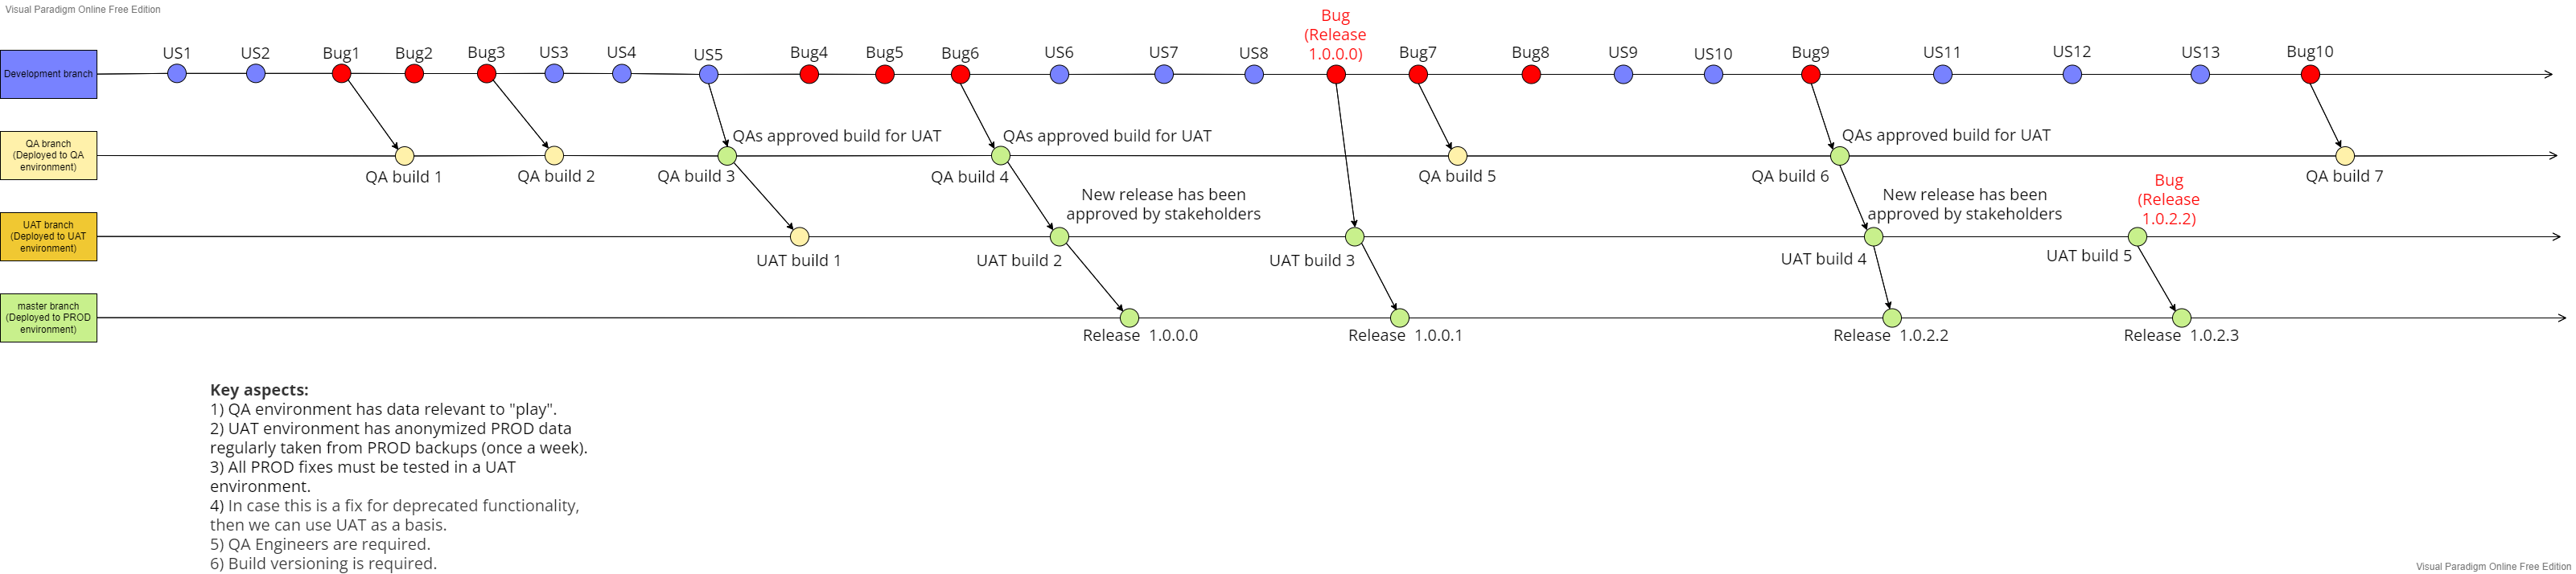 Visual Paradigm Online Free Edition
Bug
(Release
1.0.0.0)
US1
US2
Bug1
Bug2
Bug3
US3
US4
US5
Bug4
Bug5
Bug6
US6
US7
US8
Bug7
Bug8
US9
US10
Bug9
US11
US12
US13
Bug10
Development branch
QA branch
(Deployed to QA
environment)
QAs approved build for UAT
QAs approved build for UAT
QAs approved build for UAT
QA build 1
QA build 2
QA build 3
QA build 4
QA build 5
QA build 6
QA build 7
New release has been
approved by stakeholders
New release has been
approved by stakeholders
Bug
(Release
1.0.2.2)
UAT branch
(Deployed to UAT
environment)
UAT build 1
UAT build 2
UAT build 3
UAT build 4
UAT build 5
master branch
(Deployed to PROD
environment)
Release 1.0.0.0
Release 1.0.0.1
Release 1.0.2.2
Release 1.0.2.3
Key aspects:
1) QA environment has data relevant to "play".
2) UAT environment has anonymized PROD data
regularly taken from PROD backups (once a week).
3) All PROD fixes must be tested in a UAT
environment.
4) In case this is a fix for deprecated functionality,
then we can use UAT as a basis.
5) QA Engineers are required.
6) Build versioning is required.
Visual Paradigm Online Free Edition